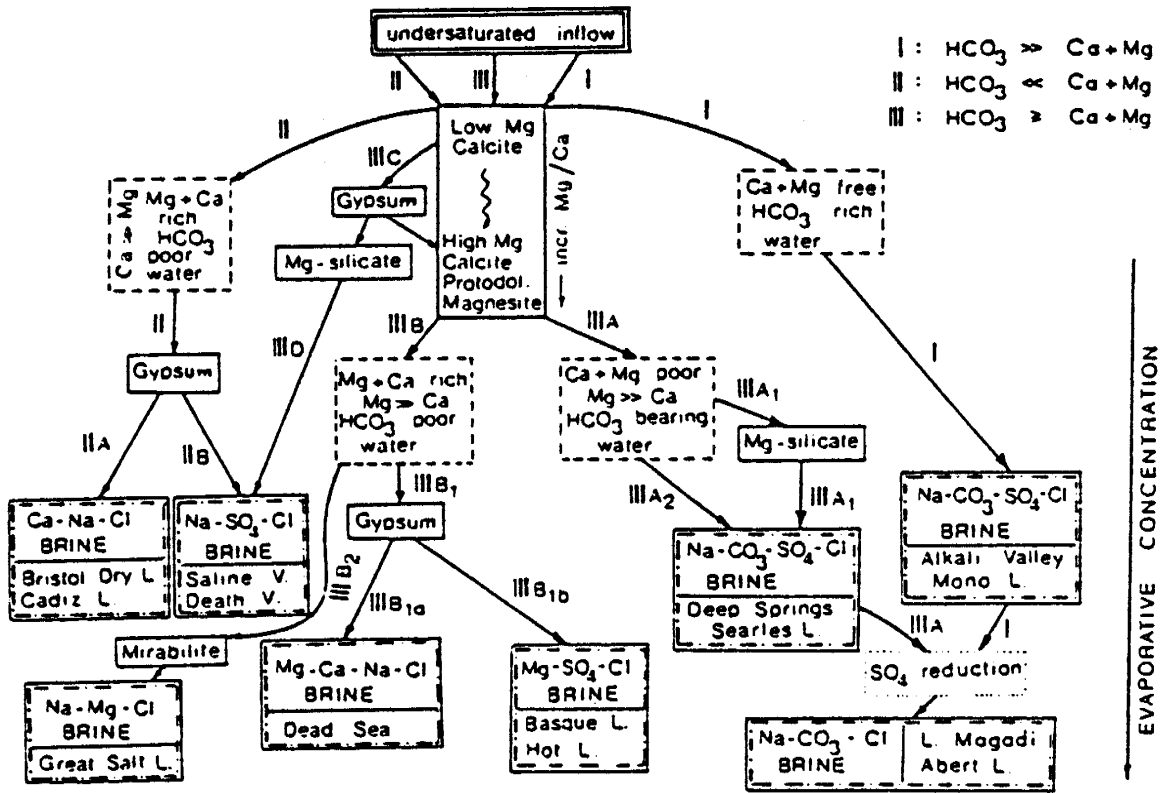 undersaturated inflow
I : HCO3 >> Ca+Mg
II : HCO3 << Ca+Mg
III : HCO3 ≥ Ca+Mg
II
III
I
II
I
Low Mg
Calcite
High Mg
Calcite
Protodol.
Magnesite
→ incr. Mg/Ca
IIIC
Gypsum
Mg-silicate
IIID
Ca ≫ Mg
Mg+Ca
rich
HCO3
poor
water
II
Gypsum
IIA
IIB
Ca-Na-Cl
BRINE
Bristol Dry L.
Cadiz L.
Na-SO4-Cl
BRINE
Saline V.
Death V.
IIIB
IIIA
Mg+Ca rich
Mg ≫ Ca
HCO3 poor
water
IIIB1
Gypsum
IIIB2
IIIB1a
IIIB1b
Mirabilite
Na-Mg-Cl
BRINE
Great Salt L.
Mg-Ca-Na-Cl
BRINE
Dead Sea
Mg-SO4-Cl
BRINE
Basque L.
Hot L.
Ca+Mg poor
Mg >> Ca
HCO3 bearing
water
IIIA1
Mg-silicate
IIIA2
IIIA1
Na-CO3-SO4-Cl
BRINE
Deep Springs
Searles L.
Ca+Mg free
HCO3 rich
water
I
Na-CO3-SO4-Cl
BRINE
Alkali Valley
Mono L.
IIIA
I
SO4 reduction
Na-CO3-Cl
BRINE
L. Magadi
Abert L.
EVAPORATIVE CONCENTRATION